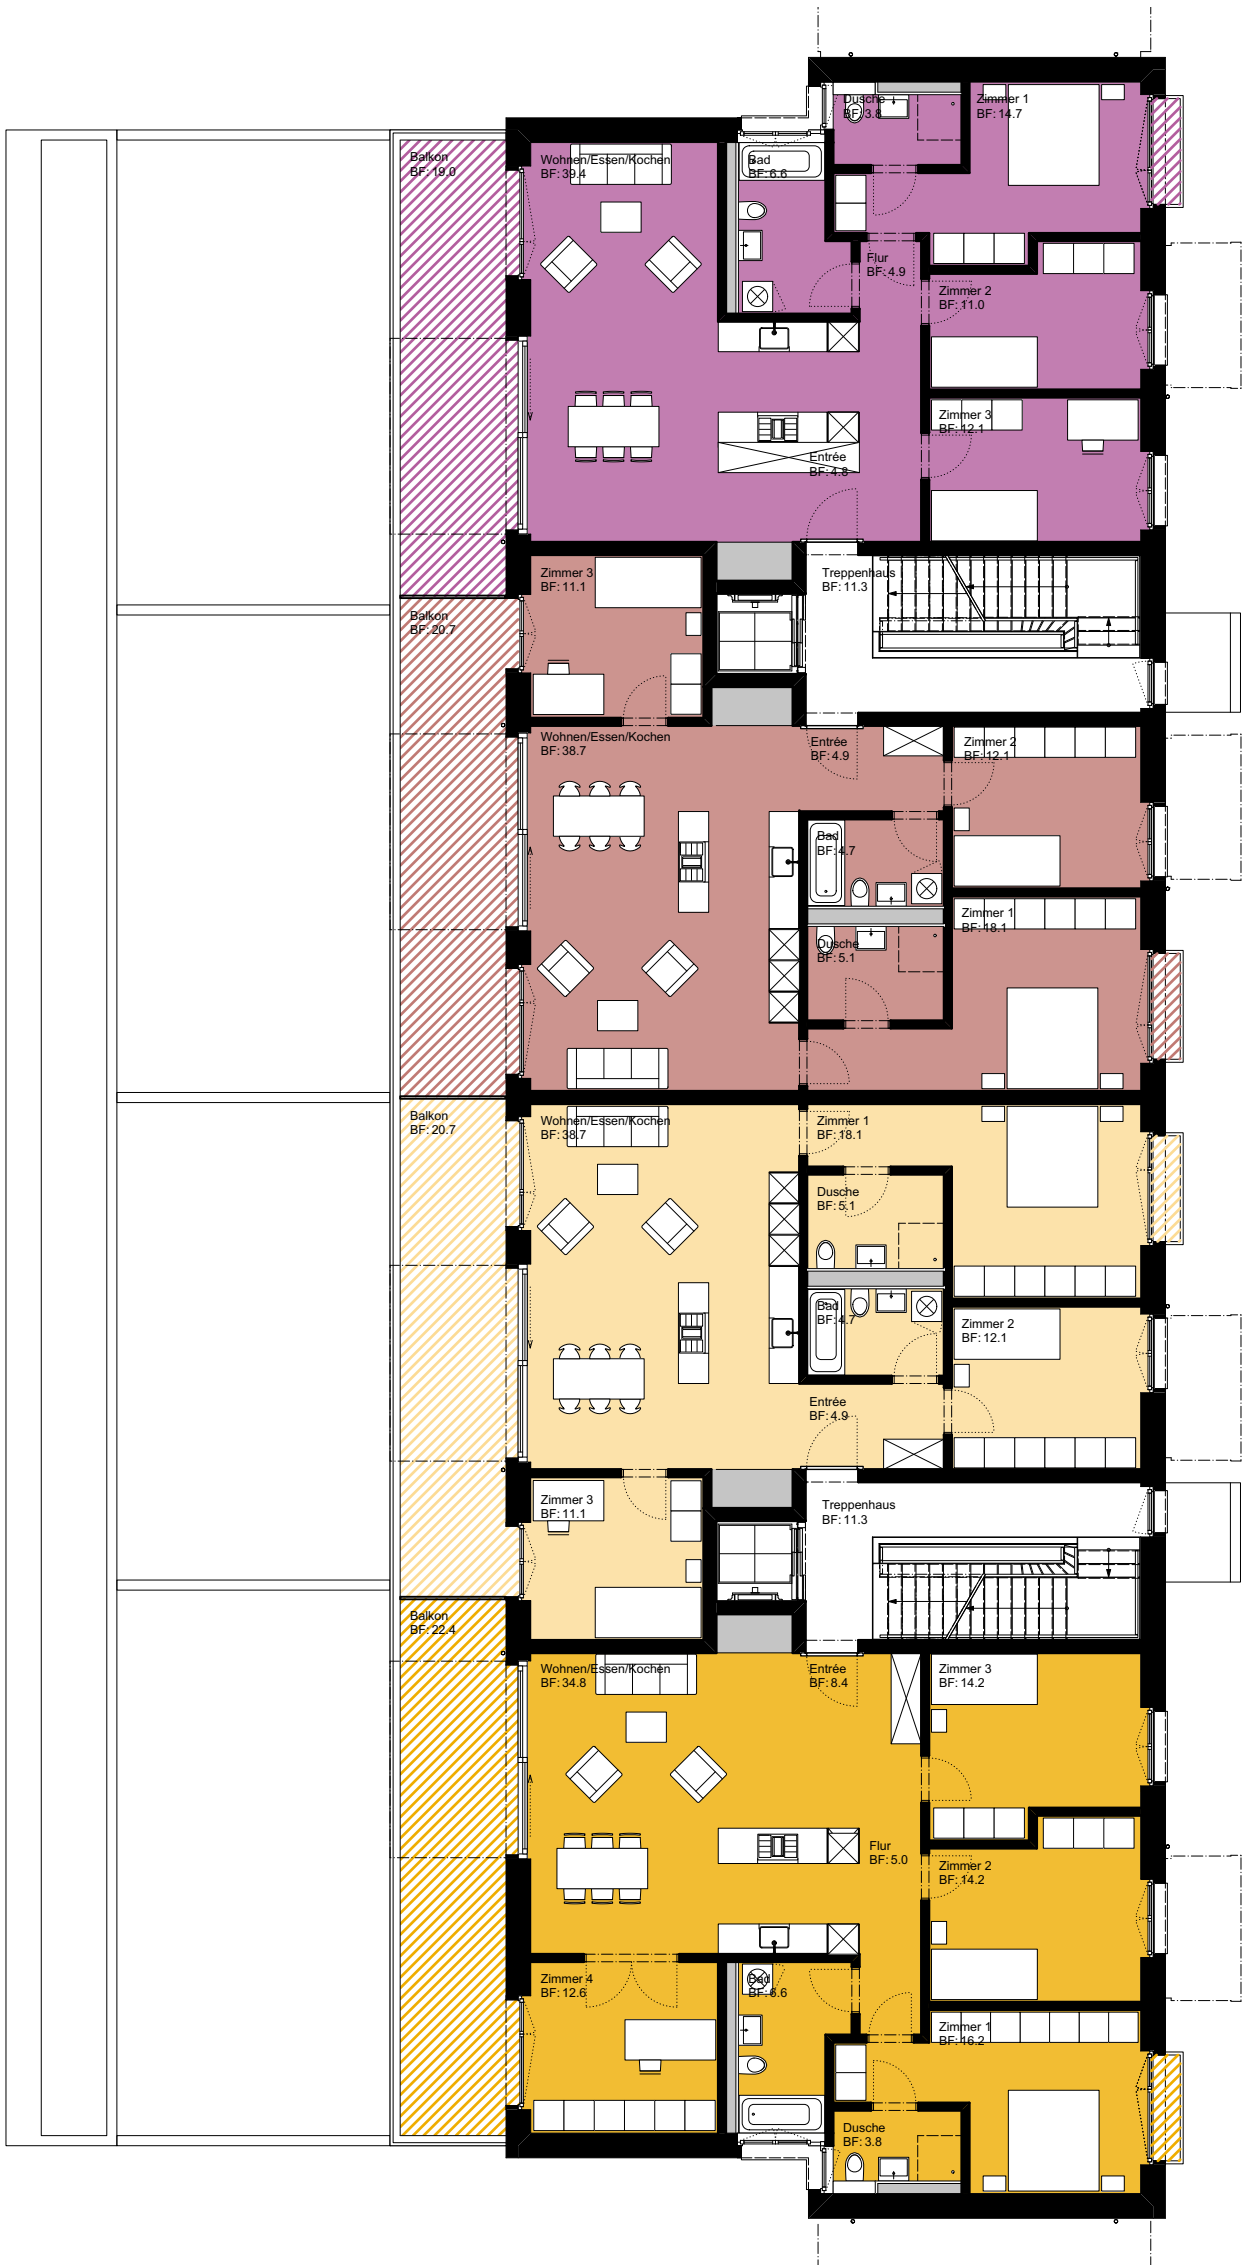 Dusche
BF: 3.8
Zimmer 1
BF: 14.7
Balkon
BF: 19.0
Wohnen/Essen/Kochen
BF: 39.4
Bad
BF: 6.6
Flur
BF: 4.9
Zimmer 2
BF: 11.0
Zimmer 3
BF: 12.1
Entrée
BF: 4.8
Zimmer 3
BF: 11.1
Treppenhaus
BF: 11.3
Balkon
BF: 20.7
Wohnen/Essen/Kochen
BF: 38.7
Entrée
BF: 4.9
Zimmer 2
BF: 12.1
Bad
BF: 4.7
Zimmer 1
BF: 18.1
Dusche
BF: 5.1
Balkon
BF: 20.7
Wohnen/Essen/Kochen
BF: 38.7
Zimmer 1
BF: 18.1
Dusche
BF: 5.1
Bad
BF: 4.7
Zimmer 2
BF: 12.1
Entrée
BF: 4.9
Zimmer 3
BF: 11.1
Treppenhaus
BF: 11.3
Balkon
BF: 22.4
Wohnen/Essen/Kochen
BF: 34.8
Entrée
BF: 8.4
Zimmer 3
BF: 14.2
Flur
BF: 5.0
Zimmer 2
BF: 14.2
Zimmer 4
BF: 12.6
Bad
BF: 6.6
Zimmer 1
BF: 16.2
Dusche
BF: 3.8